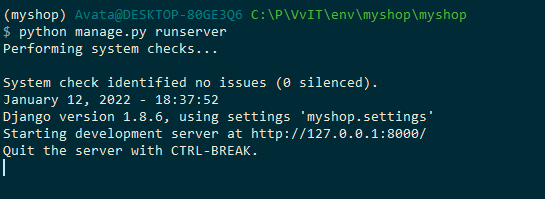 (myshop) Avata@DESKTOP-80GE3Q6 C:\P\VvIT\env\myshop\myshop
$ python manage.py runserver
Performing system checks...
System check identified no issues (0 silenced).
January 12, 2022 - 18:37:52
Django version 1.8.6, using settings 'myshop.settings'
Starting development server at http://127.0.0.1:8000/
Quit the server with CTRL-BREAK.